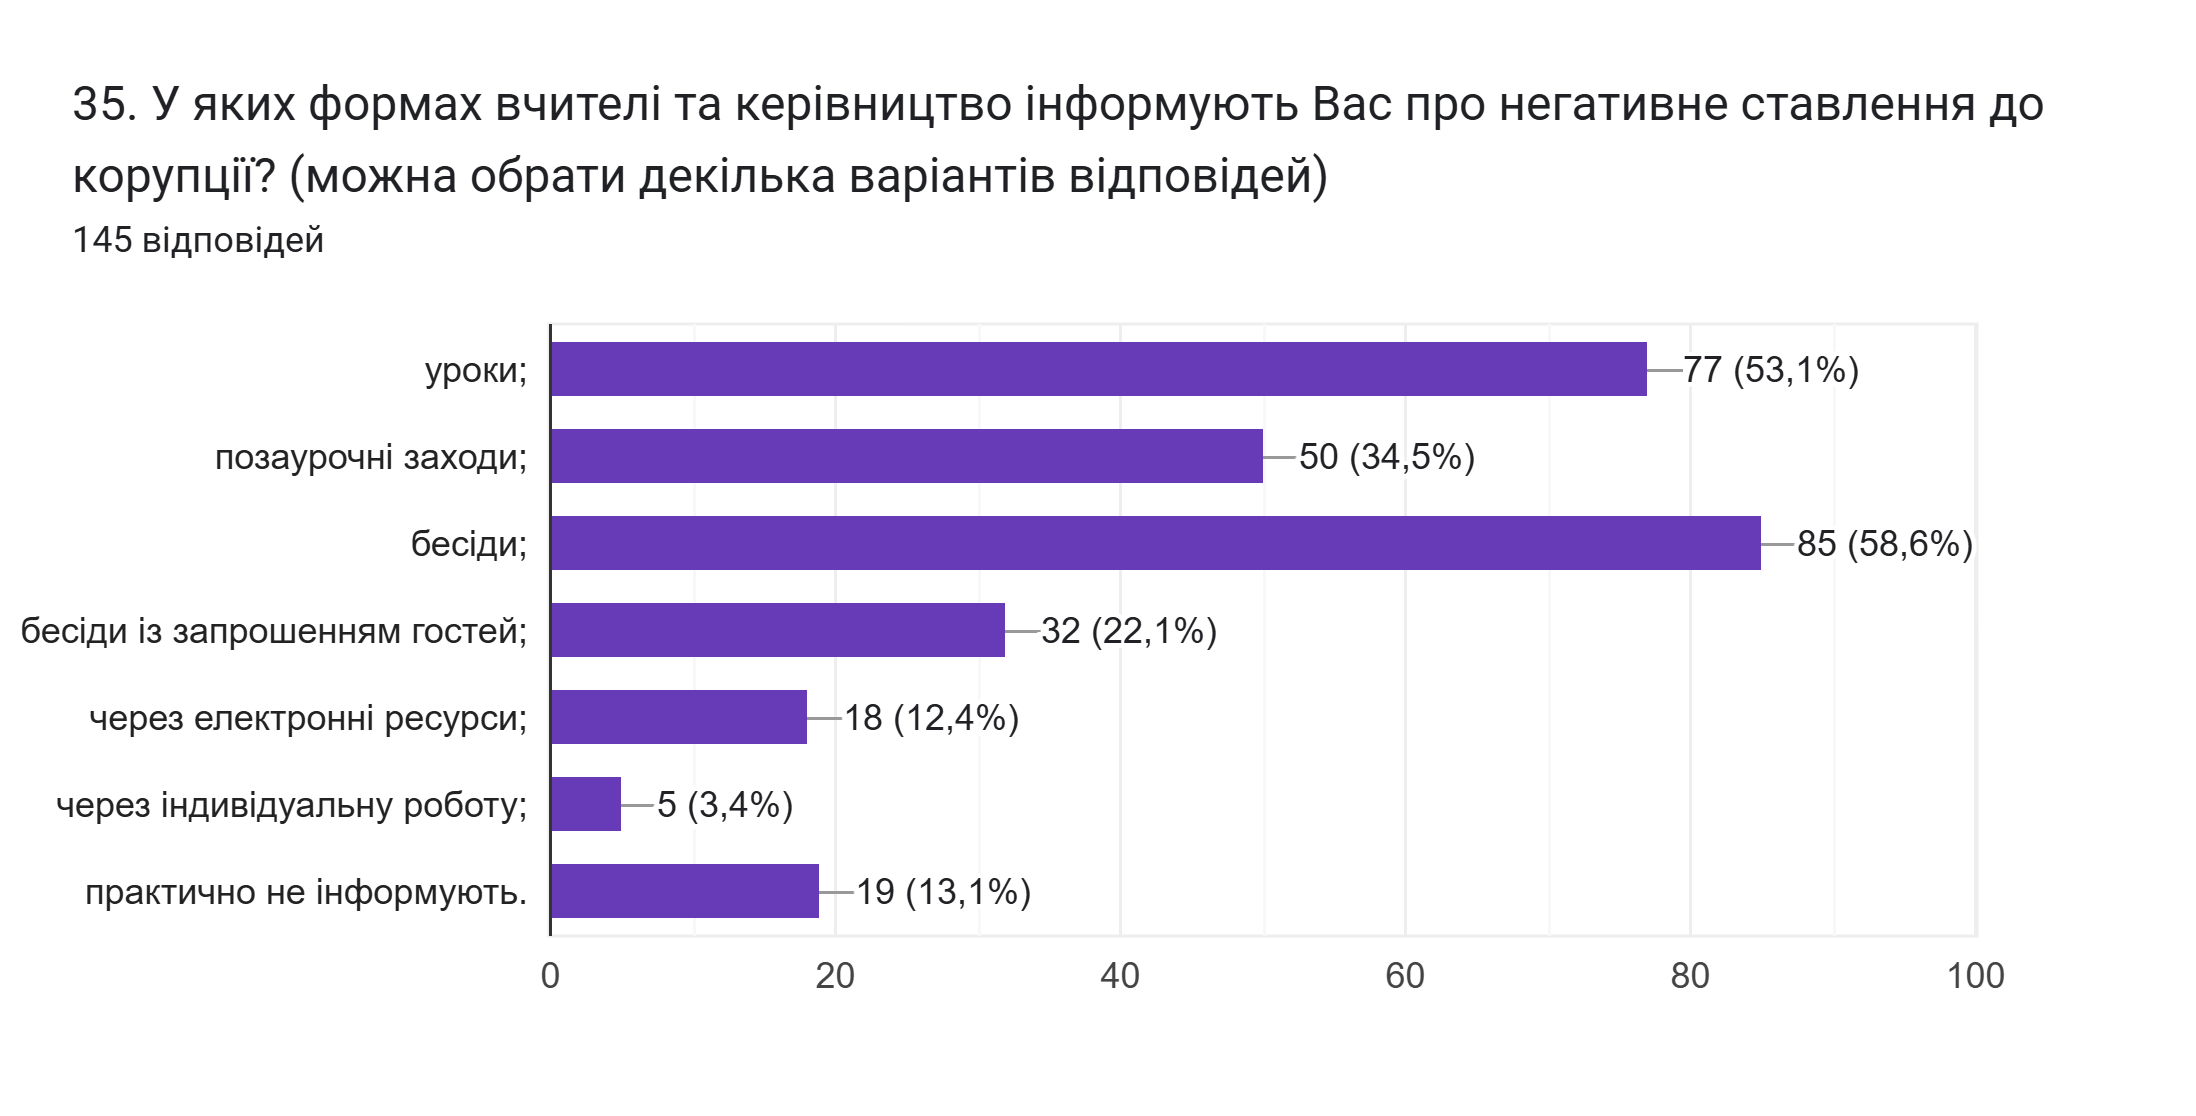 35. У яких формах вчителі та керівництво інформують Вас про негативне ставлення до
корупції? (можна обрати декілька варіантів відповідей)
145 відповідей
уроки; 77 (53,1%)
позаурочні заходи; 50 (34,5%)
бесіди; 85 (58,6%)
бесіди із запрошенням гостей; 32 (22,1%)
через електронні ресурси; 18 (12,4%)
через індивідуальну роботу; 5 (3,4%)
практично не інформують. 19 (13,1%)
0 20 40 60 80 100